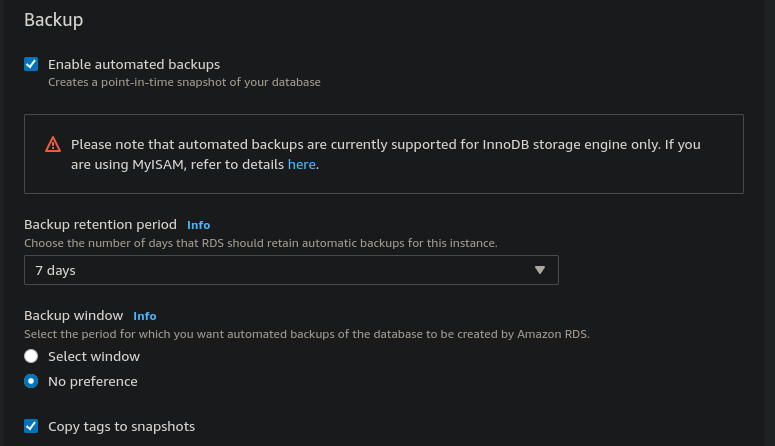 Backup
Enable automated backups
Creates a point-in-time snapshot of your database
Please note that automated backups are currently supported for InnoDB storage engine only. If you
are using MyISAM, refer to details here.
Backup retention period Info
Choose the number of days that RDS should retain automatic backups for this instance.
7 days
Backup window Info
Select the period for which you want automated backups of the database to be created by Amazon RDS.
Select window
No preference
Copy tags to snapshots